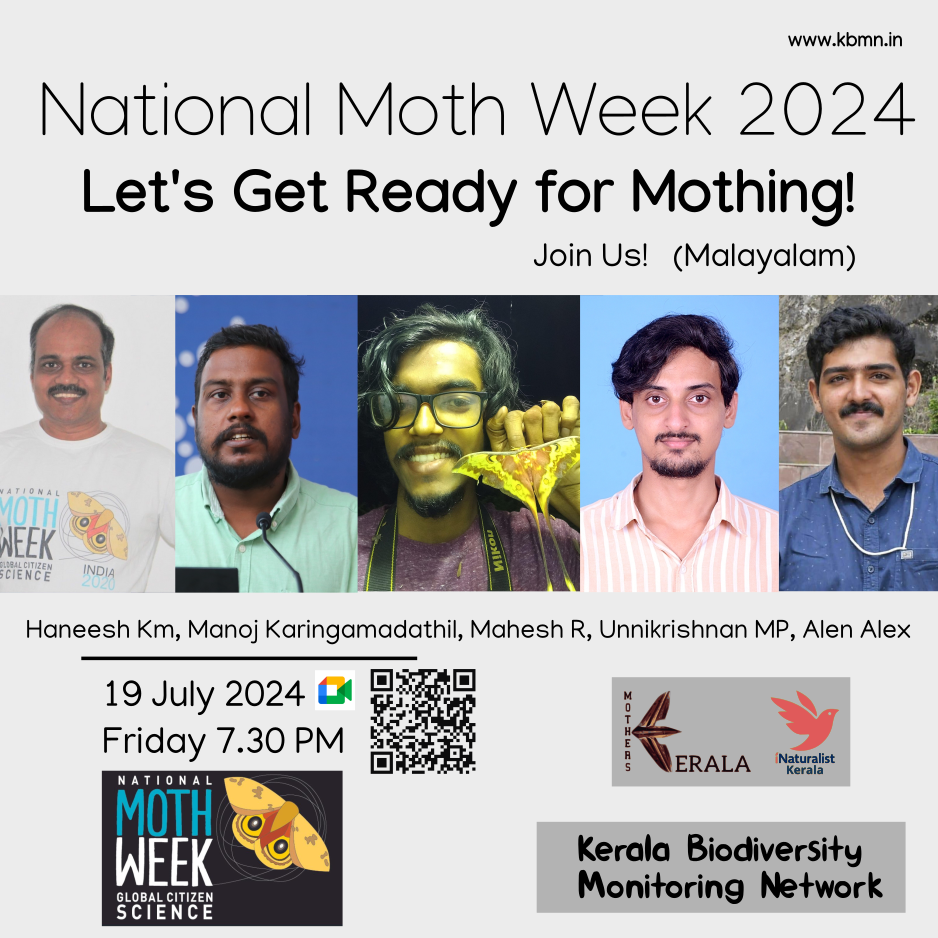 www.kbmn.in
National Moth Week 2024
Let's Get Ready for Mothing!
Join Us! (Malayalam)
NATIONAL
MOTH
WEEK
GLOBAL CITIZEN
SCIENCE
INDIA
2020
Nikon
Haneesh Km, Manoj Karingamadathil, Mahesh R, Unnikrishnan MP, Alen Alex
19 July 2024
Friday 7.30 PM
MOTHERS
KERALA
iNaturalist
Kerala
NATIONAL
MOTH
WEEK
GLOBAL CITIZEN
SCIENCE
Kerala Biodiversity
Monitoring Network